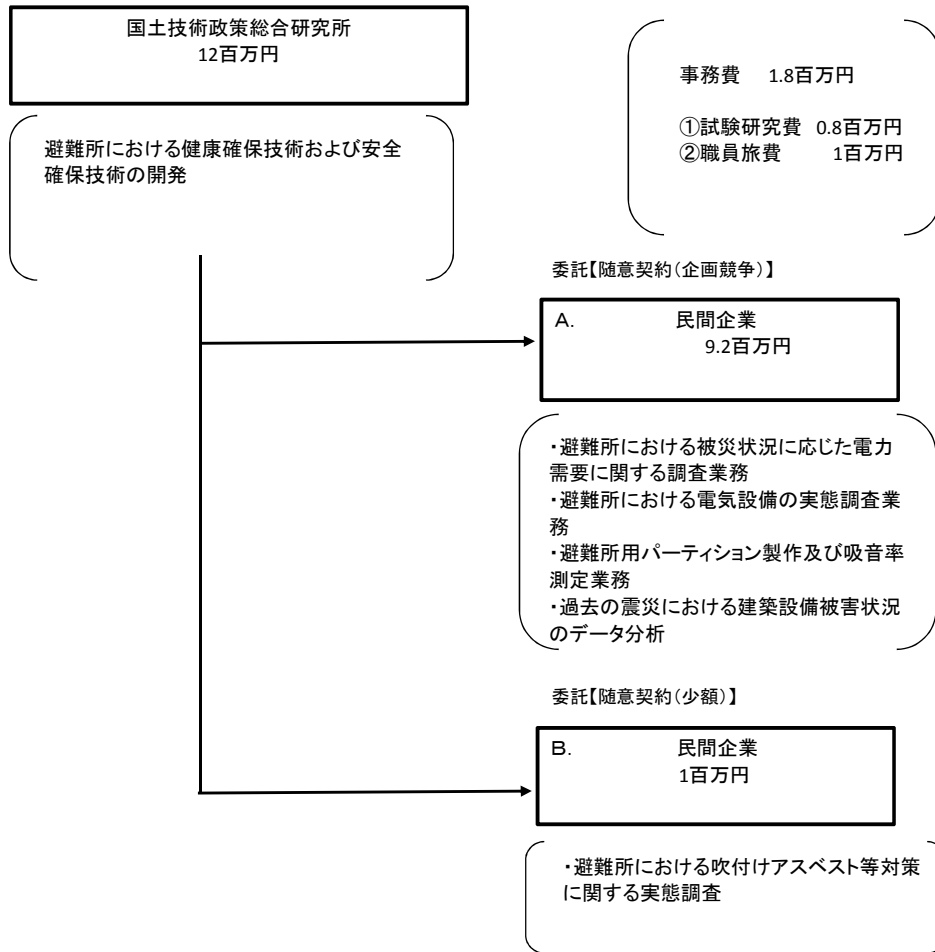 国土技術政策総合研究所
12百万円
事務費 1.8百万円
①試験研究費 0.8百万円
②職員旅費 1百万円
避難所における健康確保技術および安全
確保技術の開発
委託【随意契約(企画競争)】
A. 民間企業
9.2百万円
・避難所における被災状況に応じた電力
需要に関する調査業務
・避難所における電気設備の実態調査業
務
・避難所用パーティション製作及び吸音率
測定業務
・過去の震災における建築設備被害状況
のデータ分析
委託【随意契約(少額)】
B. 民間企業
1百万円
・避難所における吹付けアスベスト等対策
に関する実態調査